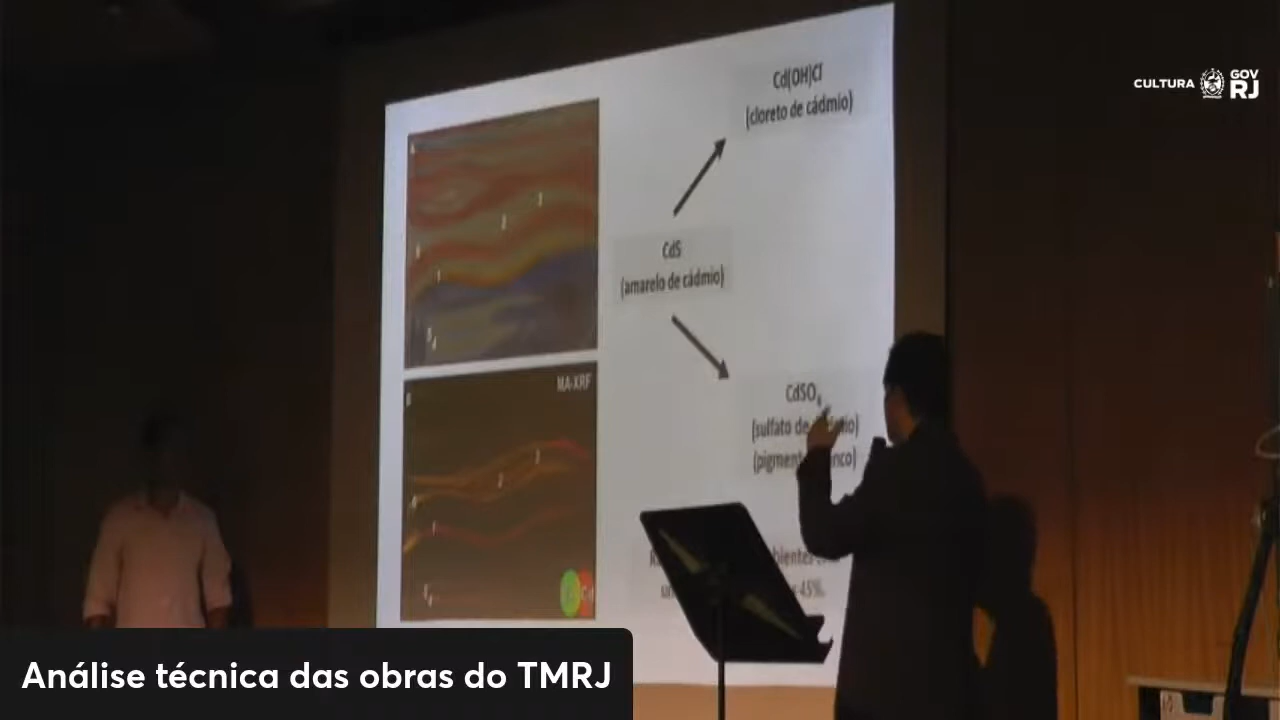 CULTURA
GOV
RJ
Cd(OH)Cl
(cloreto de cádmio)
CdS
(amarelo de cádmio)
MA-XRF
CdSO4
(sulfato de
45%.
Análise técnica das obras do TMRJ